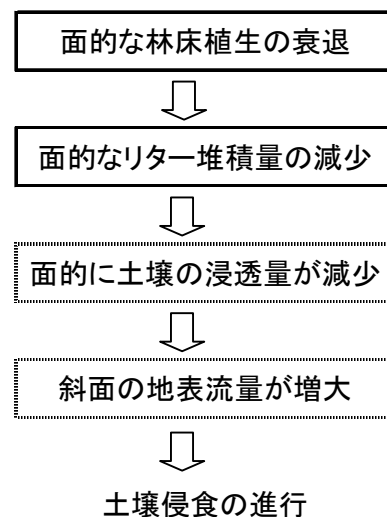 面的な林床植生の衰退
面的なリター堆積量の減少
面的に土壌の浸透量が減少
斜面の地表流量が増大
土壌侵食の進行